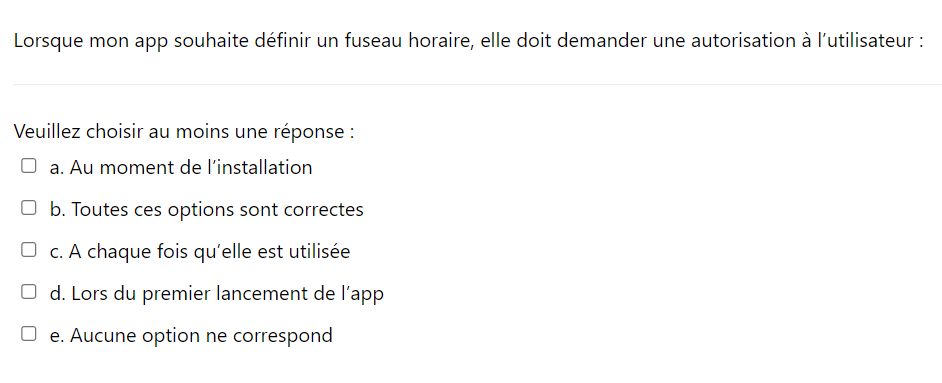 Lorsque mon app souhaite définir un fuseau horaire, elle doit demander une autorisation à l’utilisateur :
Veuillez choisir au moins une réponse :
a. Au moment de l’installation
b. Toutes ces options sont correctes
c. A chaque fois qu’elle est utilisée
d. Lors du premier lancement de l’app
e. Aucune option ne correspond